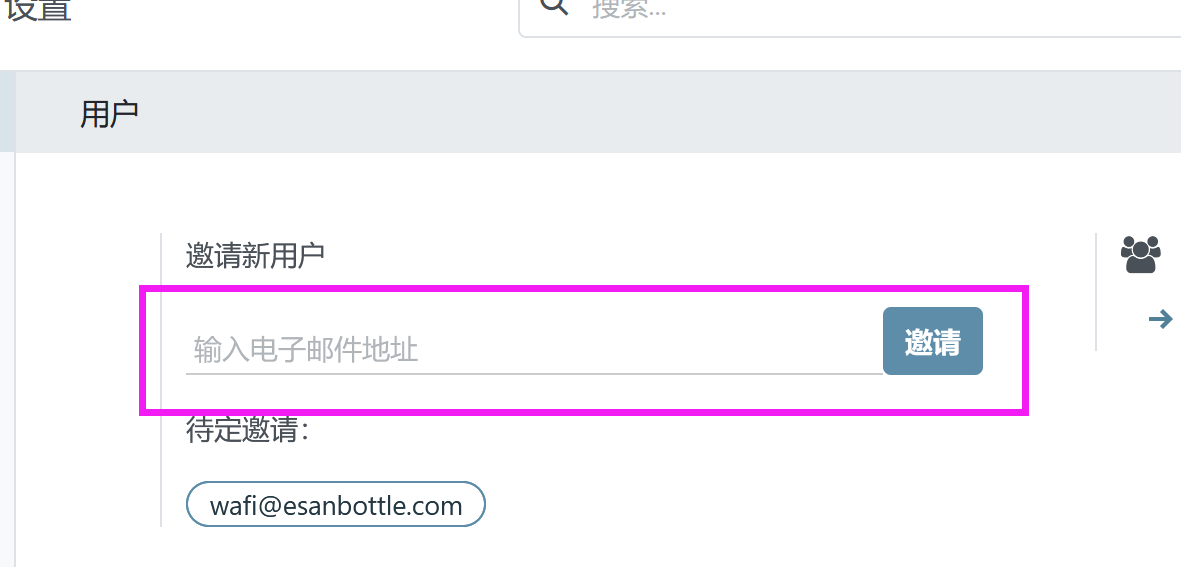 设置
搜索...
用户
邀请新用户
输入电子邮件地址
邀请
待定邀请：
wafi@esanbottle.com